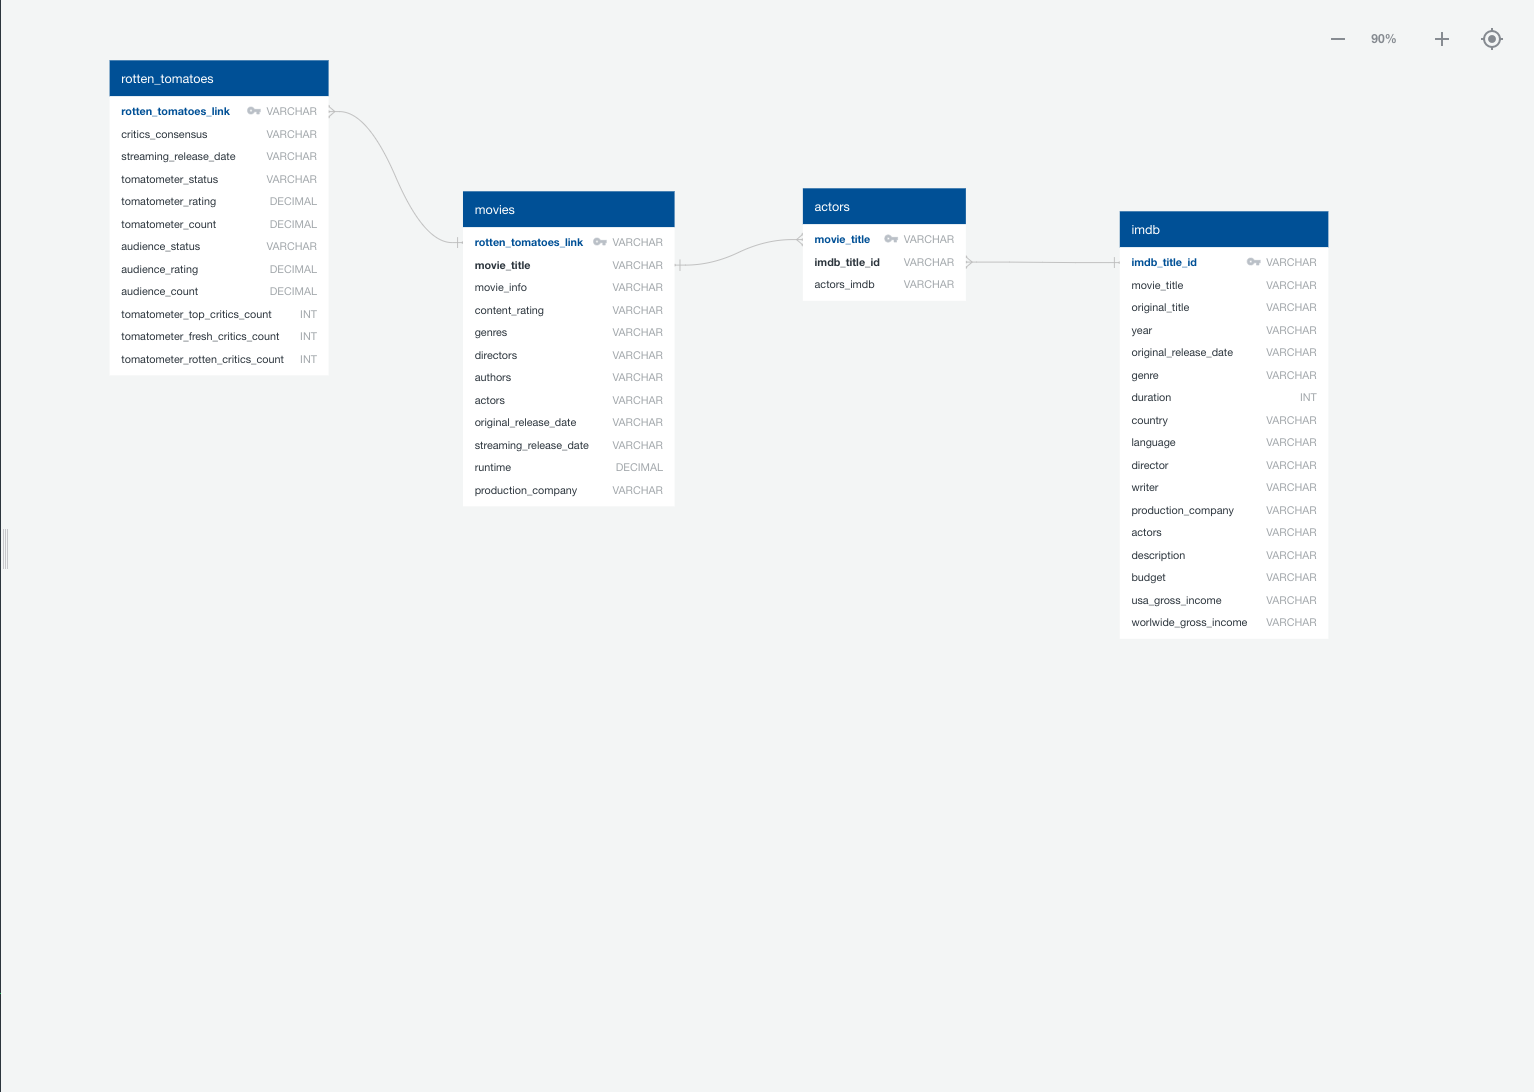 90%
rotten_tomatoes
rotten_tomatoes_link VARCHAR
critics_consensus VARCHAR
streaming_release_date VARCHAR
tomatometer_status VARCHAR
tomatometer_rating DECIMAL
tomatometer_count DECIMAL
audience_status VARCHAR
audience_rating DECIMAL
audience_count DECIMAL
tomatometer_top_critics_count INT
tomatometer_fresh_critics_count INT
tomatometer_rotten_critics_count INT
movies
rotten_tomatoes_link VARCHAR
movie_title VARCHAR
movie_info VARCHAR
content_rating VARCHAR
genres VARCHAR
directors VARCHAR
authors VARCHAR
actors VARCHAR
original_release_date VARCHAR
streaming_release_date VARCHAR
runtime DECIMAL
production_company VARCHAR
actors
movie_title VARCHAR
imdb_title_id VARCHAR
actors_imdb VARCHAR
imdb
imdb_title_id VARCHAR
movie_title VARCHAR
original_title VARCHAR
year VARCHAR
original_release_date VARCHAR
genre VARCHAR
duration INT
country VARCHAR
language VARCHAR
director VARCHAR
writer VARCHAR
production_company VARCHAR
actors VARCHAR
description VARCHAR
budget VARCHAR
usa_gross_income VARCHAR
worlwide_gross_income VARCHAR